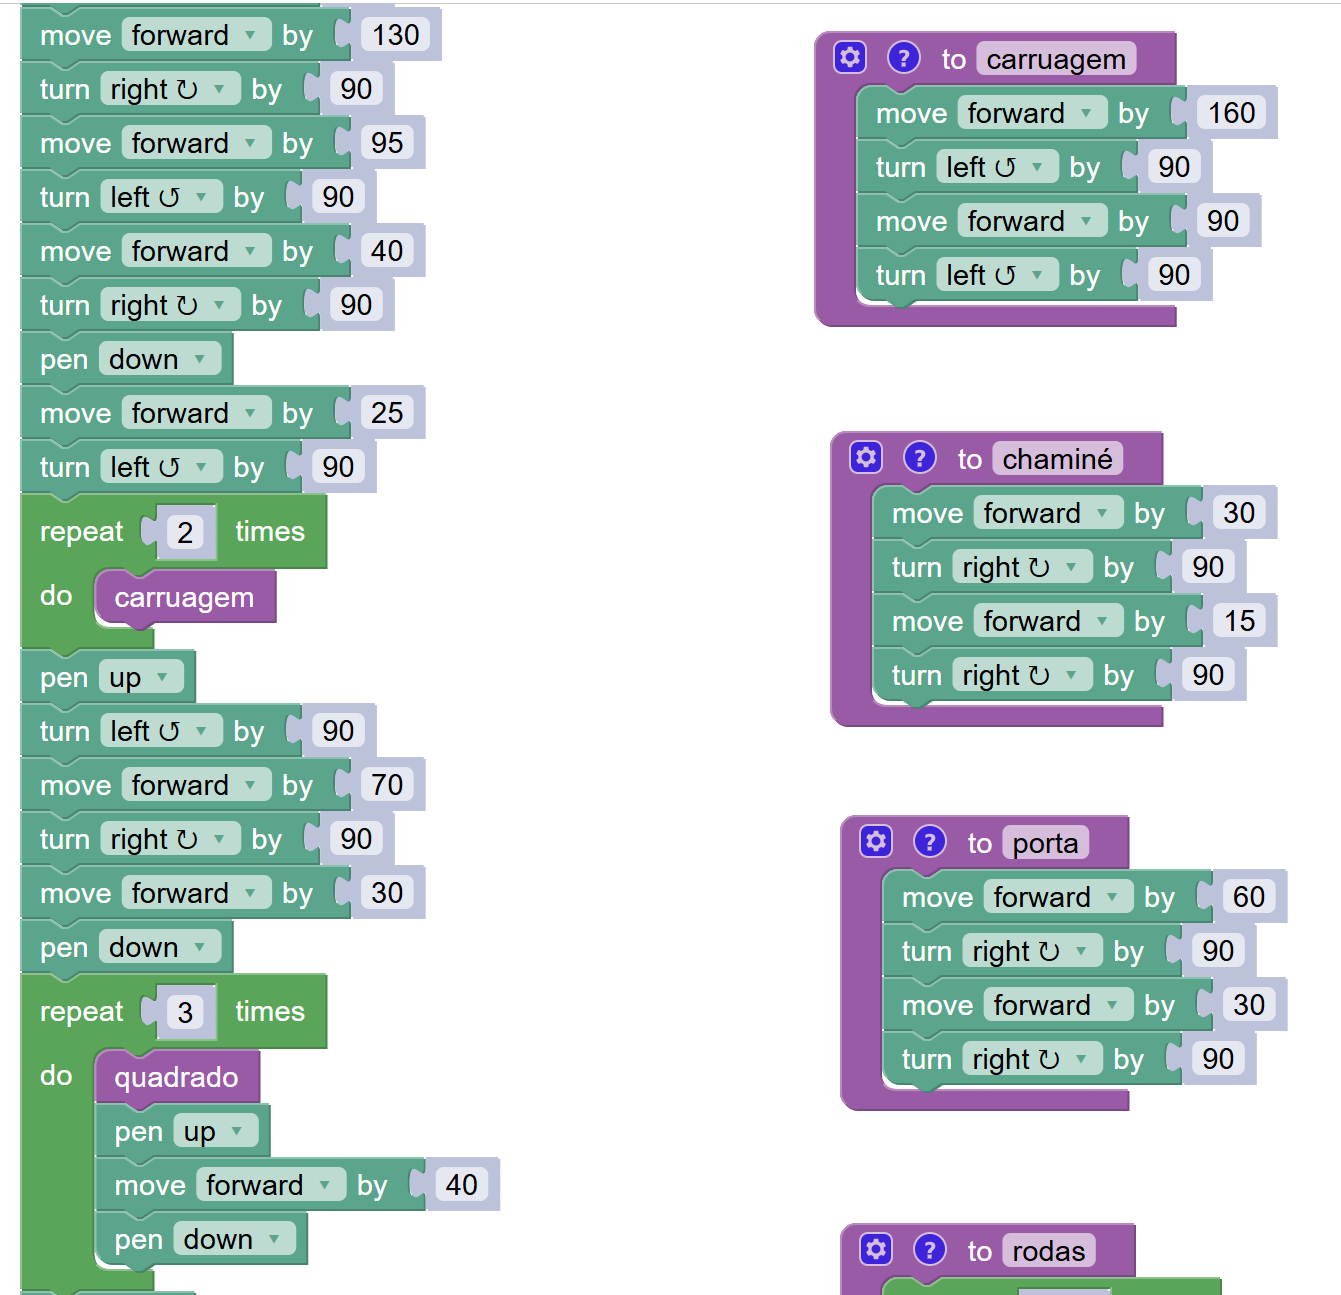 move forward by 130
turn right ↻ by 90
move forward by 95
turn left ↺ by 90
move forward by 40
turn right ↻ by 90
pen down
move forward by 25
turn left ↺ by 90
repeat 2 times
do carruagem
pen up
turn left ↺ by 90
move forward by 70
turn right ↻ by 90
move forward by 30
pen down
repeat 3 times
do quadrado
pen up
move forward by 40
pen down
? to carruagem
move forward by 160
turn left ↺ by 90
move forward by 90
turn left ↺ by 90
? to chaminé
move forward by 30
turn right ↻ by 90
move forward by 15
turn right ↻ by 90
? to porta
move forward by 60
turn right ↻ by 90
move forward by 30
turn right ↻ by 90
? to rodas